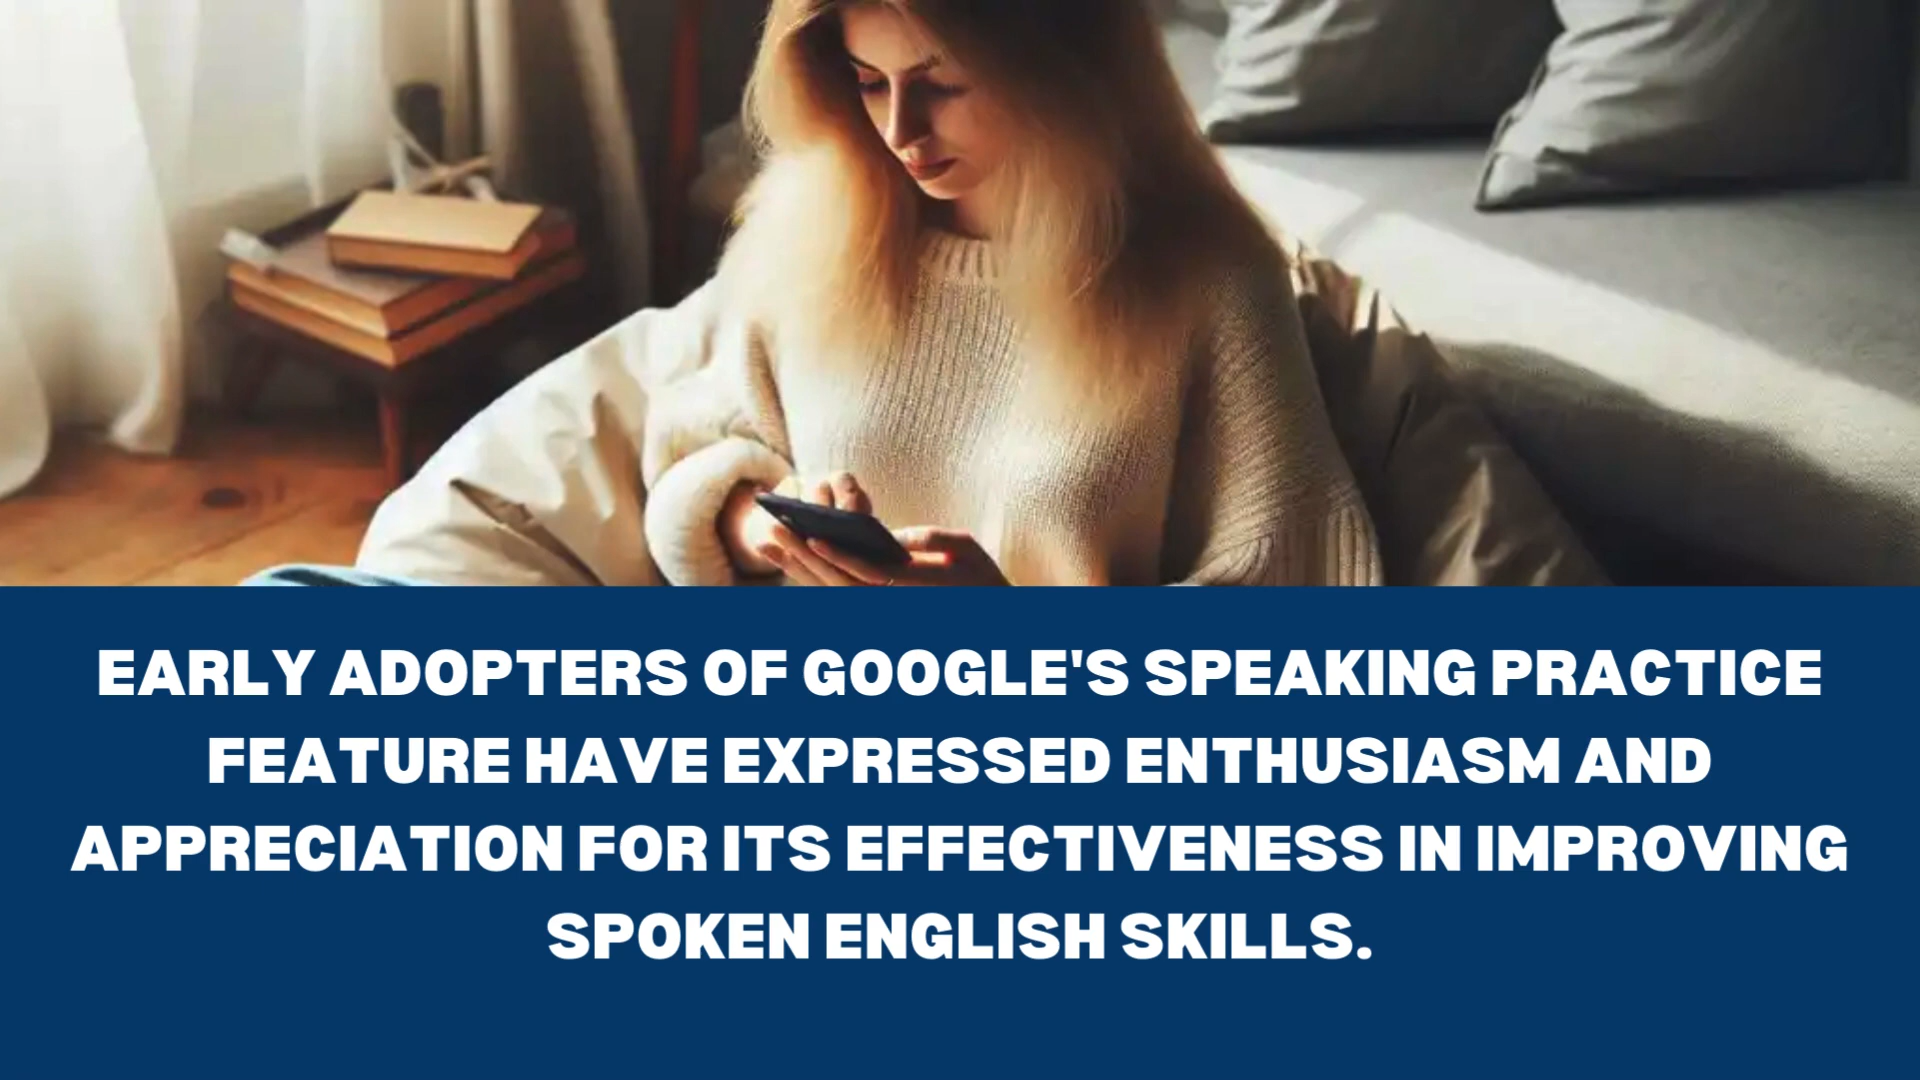 EARLY ADOPTERS OF GOOGLE'S SPEAKING PRACTICE
FEATURE HAVE EXPRESSED ENTHUSIASM AND
APPRECIATION FOR ITS EFFECTIVENESS IN IMPROVING
SPOKEN ENGLISH SKILLS.